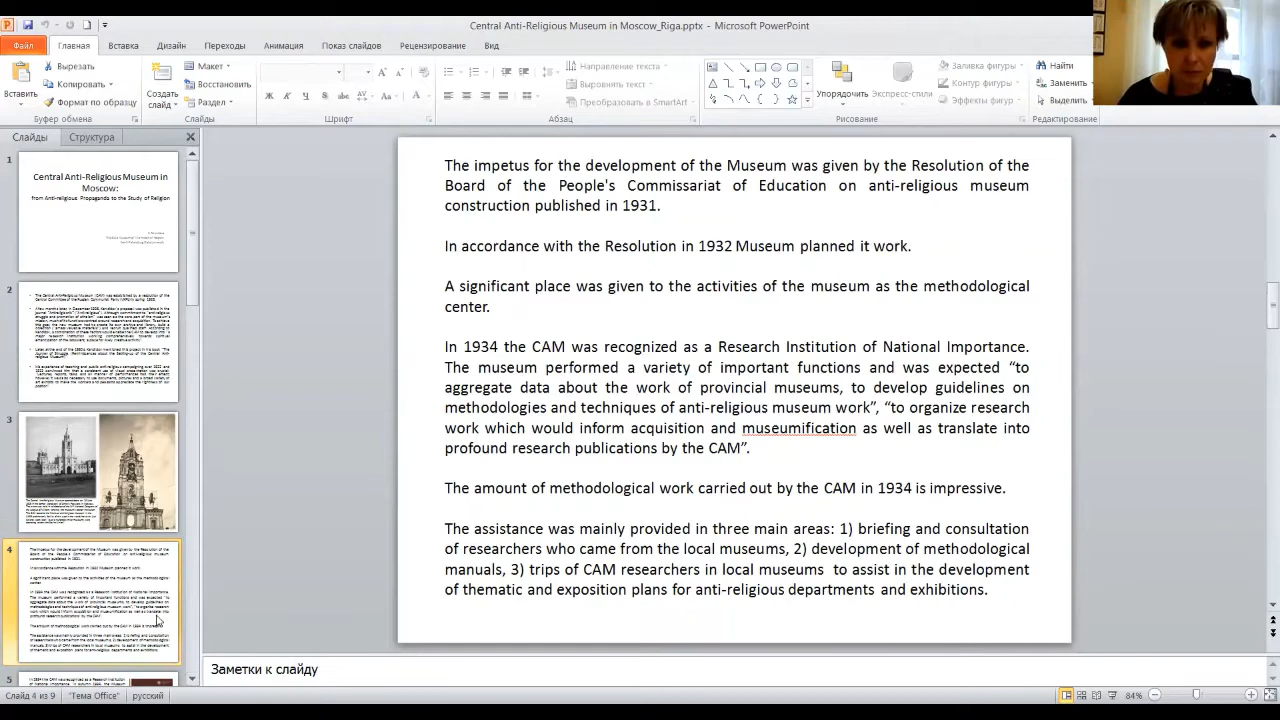 Central Anti-Religious Museum in Moscow_Riga.pptx - Microsoft PowerPoint
Файл Главная Вставка Дизайн Переходы Анимация Показ слайдов Рецензирование Вид
Вставить
Вырезать
Копировать
Формат по образцу
Буфер обмена
Создать слайд
Макет
Восстановить
Раздел
Слайды
Шрифт
Направление текста
Выровнять текст
Преобразовать в SmartArt
Абзац
Упорядочить
Экспресс-стили
Заливка фигуры
Контур фигуры
Эффекты фигур
Рисование
Найти
Заменить
Выделить
Редактирование
Слайды Структура
1
Central Anti-Religious Museum in
Moscow:
from Anti-religious Propaganda to the Study of Religion
2
3
4
5
The impetus for the development of the Museum was given by the Resolution of the
Board of the People's Commissariat of Education on anti-religious museum
construction published in 1931.
In accordance with the Resolution in 1932 Museum planned it work.
A significant place was given to the activities of the museum as the methodological
center.
In 1934 the CAM was recognized as a Research Institution of National Importance.
The museum performed a variety of important functions and was expected “to
aggregate data about the work of provincial museums, to develop guidelines on
methodologies and techniques of anti-religious museum work”, “to organize research
work which would inform acquisition and museumification as well as translate into
profound research publications by the CAM”.
The amount of methodological work carried out by the CAM in 1934 is impressive.
The assistance was mainly provided in three main areas: 1) briefing and consultation
of researchers who came from the local museums, 2) development of methodological
manuals, 3) trips of CAM researchers in local museums to assist in the development
of thematic and exposition plans for anti-religious departments and exhibitions.
Заметки к слайду
Слайд 4 из 9 "Тема Office" русский 84%